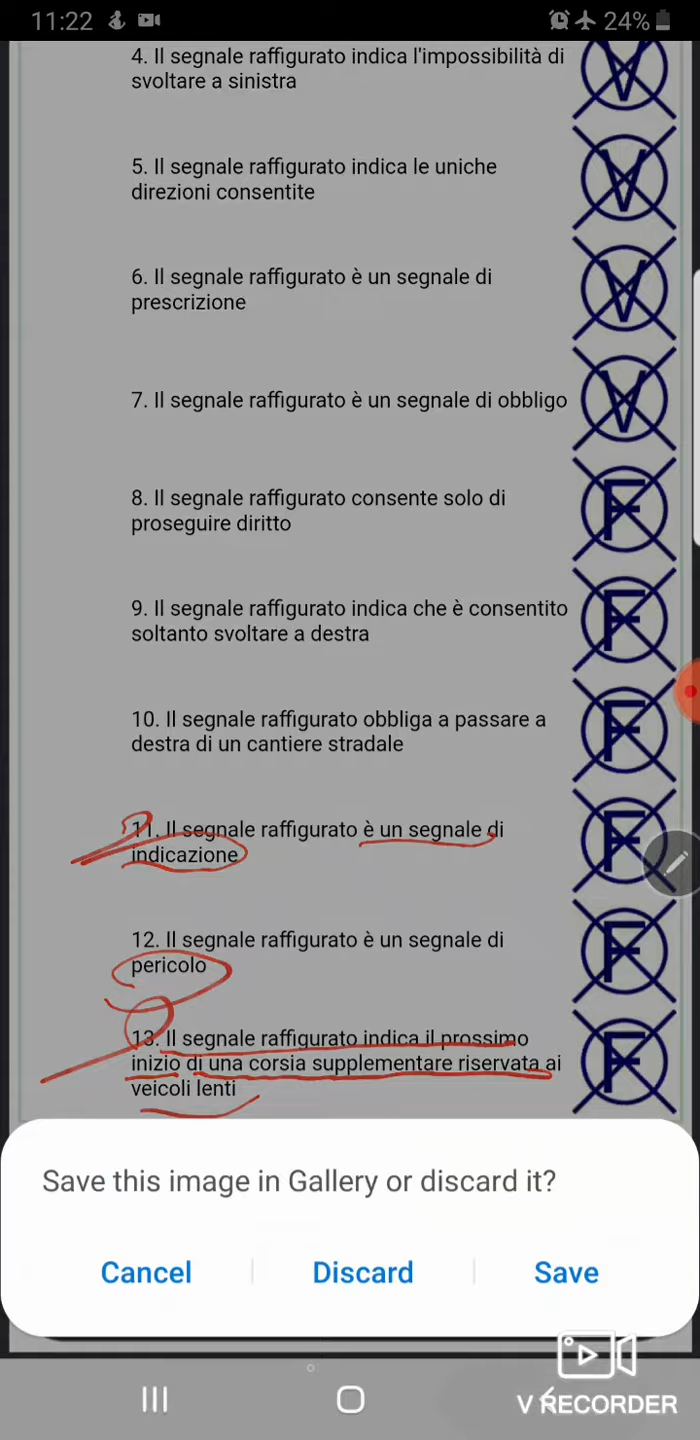 11:22
24%
4. Il segnale raffigurato indica l'impossibilità di
svoltare a sinistra
V
5. Il segnale raffigurato indica le uniche
direzioni consentite
V
6. Il segnale raffigurato è un segnale di
prescrizione
V
7. Il segnale raffigurato è un segnale di obbligo
V
8. Il segnale raffigurato consente solo di
proseguire diritto
F
9. Il segnale raffigurato indica che è consentito
soltanto svoltare a destra
F
10. Il segnale raffigurato obbliga a passare a
destra di un cantiere stradale
F
11. Il segnale raffigurato è un segnale di
indicazione
F
12. Il segnale raffigurato è un segnale di
pericolo
F
13. Il segnale raffigurato indica il prossimo
inizio di una corsia supplementare riservata ai
veicoli lenti
F
Save this image in Gallery or discard it?
Cancel
Discard
Save
V RECORDER